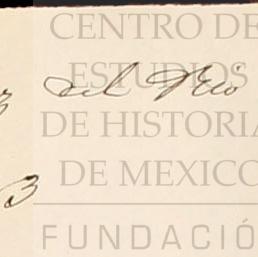 CENTRO DE
ESTUDIOS
DE HISTORIA
DE MEXICO
FUNDACIÓ
z del Rio
3